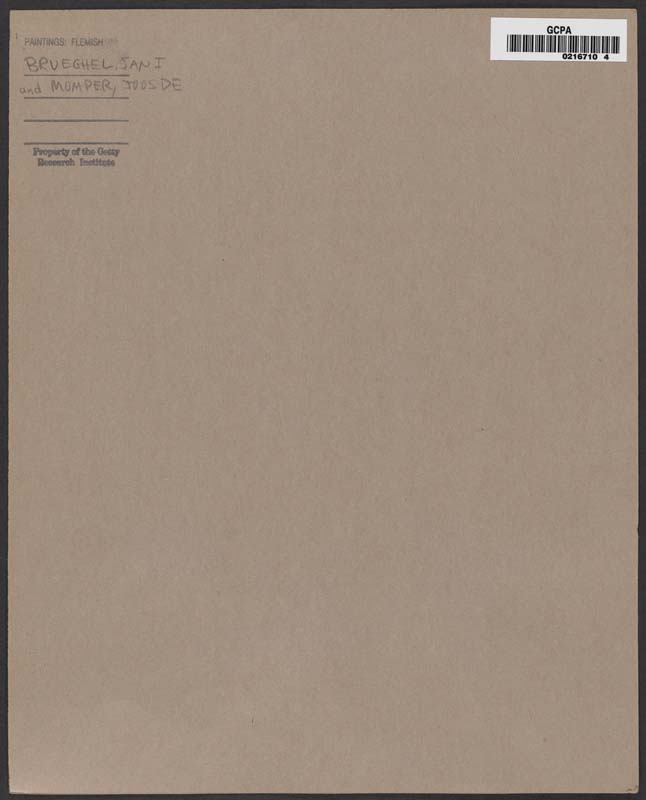 PAINTINGS: FLEMISH
BRUEGHEL, JAN I
and MOMPER, JOOS DE
Property of the Getty
Research Institute
GCPA
0216710 4